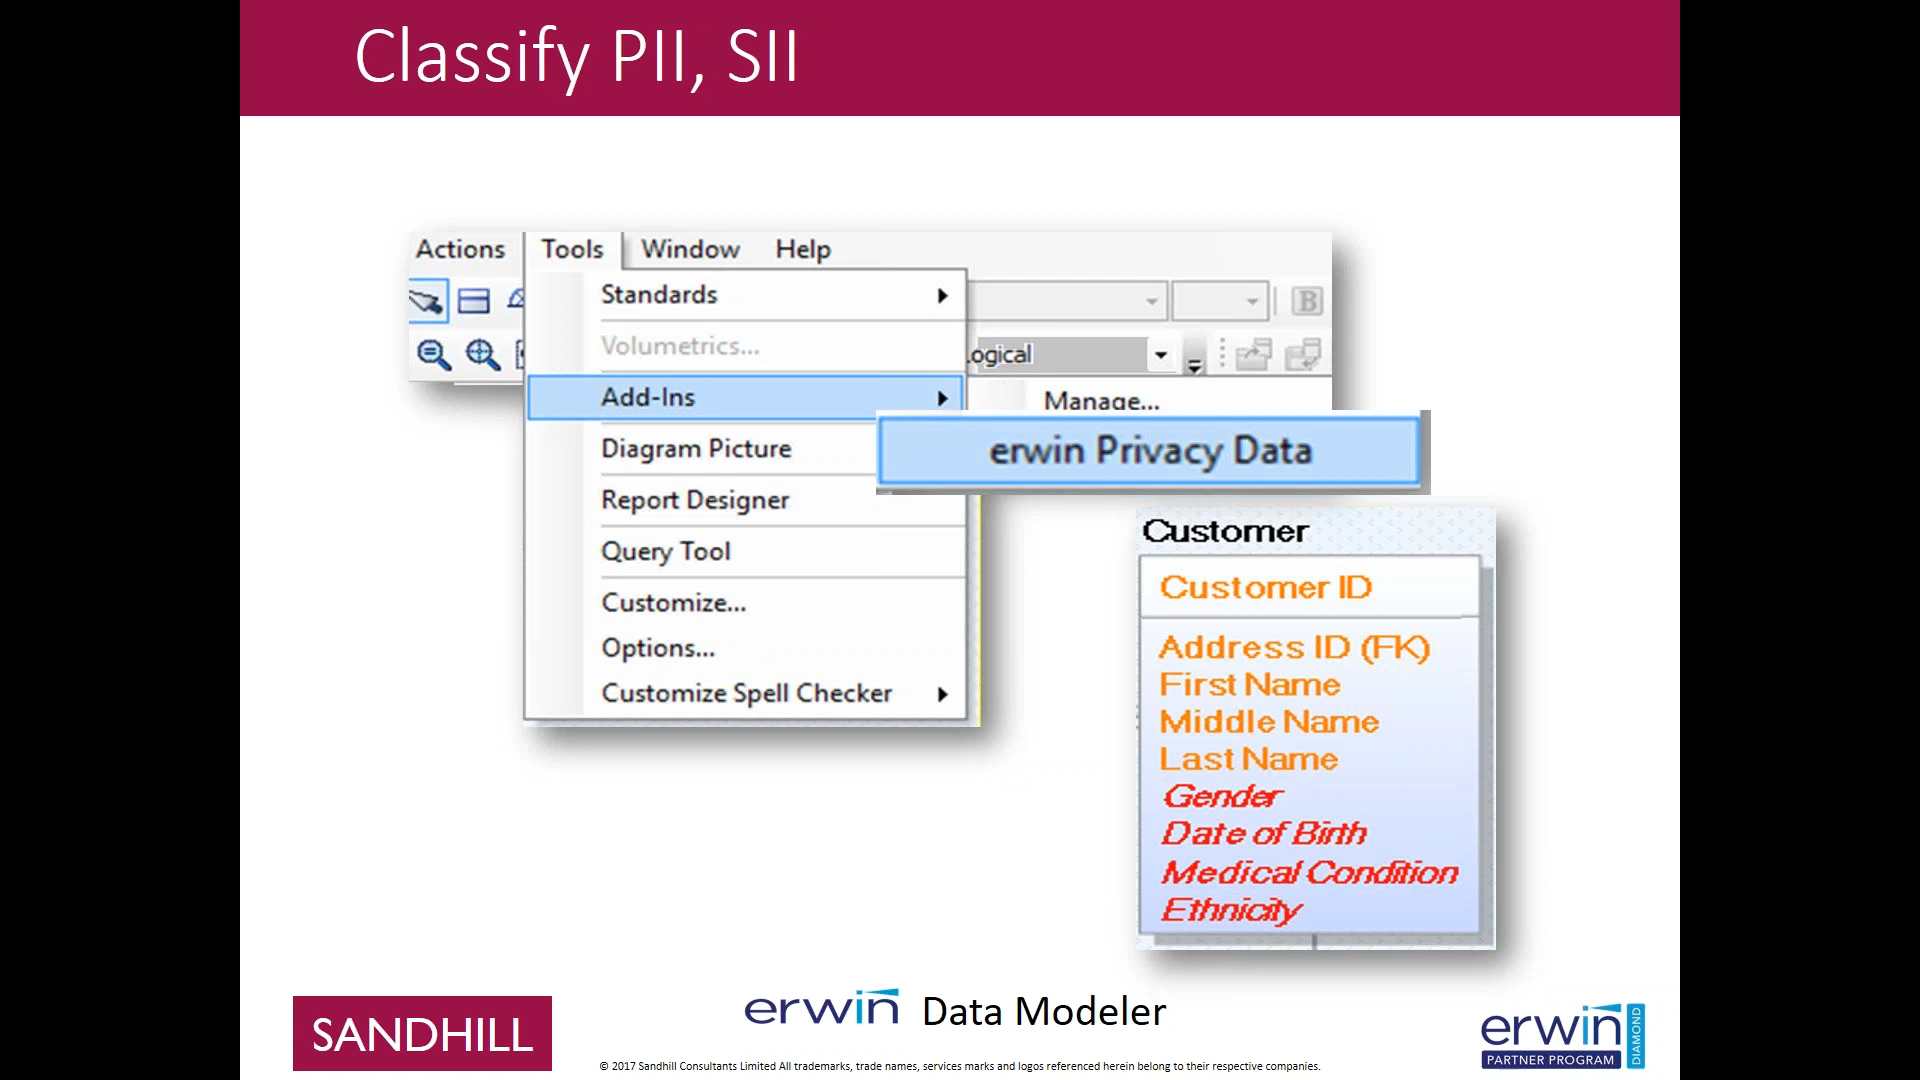 Classify PII, SII
Actions Tools Window Help
Standards
Volumetrics...
ogical
Add-Ins
Manage...
erwin Privacy Data
Diagram Picture
Report Designer
Query Tool
Customize...
Options...
Customize Spell Checker
B
Customer
Customer ID
Address ID (FK)
First Name
Middle Name
Last Name
Gender
Date of Birth
Medical Condition
Ethnicity
SANDHILL
erwin Data Modeler
erwin
PARTNER PROGRAM
DIAMOND
© 2017 Sandhill Consultants Limited All trademarks, trade names, services marks and logos referenced herein belong to their respective companies.